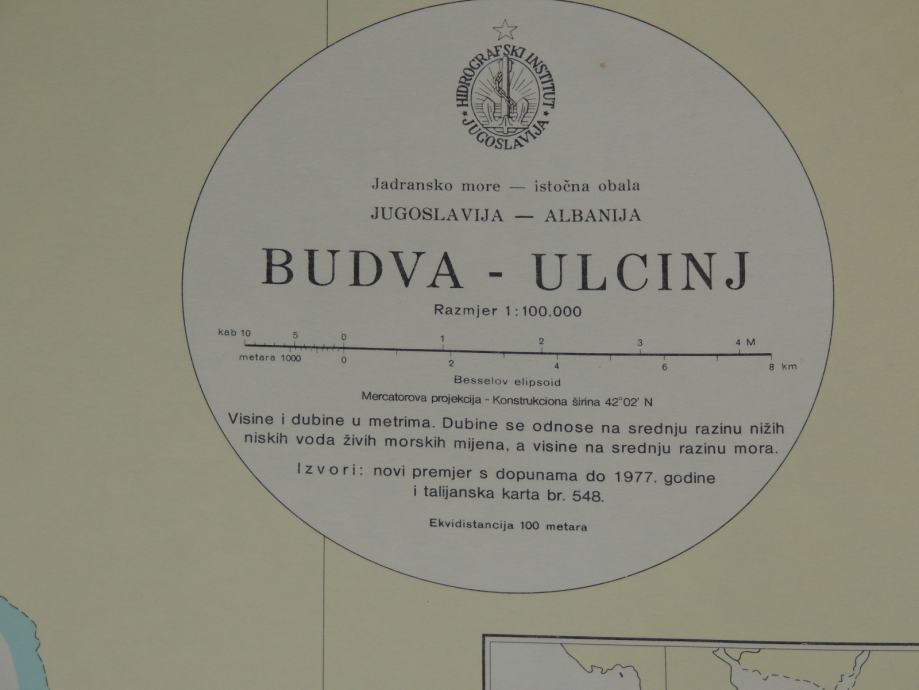 HIDROGRAFSKI INSTITUT
* JUGOSLAVIJA *
Jadransko more — istočna obala
JUGOSLAVIJA — ALBANIJA
BUDVA - ULCINJ
Razmjer 1:100.000
kab 10 5 0 1 2 3 4 M
metara 1000 0 2 4 6 8 km
Besselov elipsoid
Mercatorova projekcija - Konstrukciona širina 42°02' N
Visine i dubine u metrima. Dubine se odnose na srednju razinu nižih
niskih voda živih morskih mijena, a visine na srednju razinu mora.
Izvori: novi premjer s dopunama do 1977. godine
i talijanska karta br. 548.
Ekvidistancija 100 metara